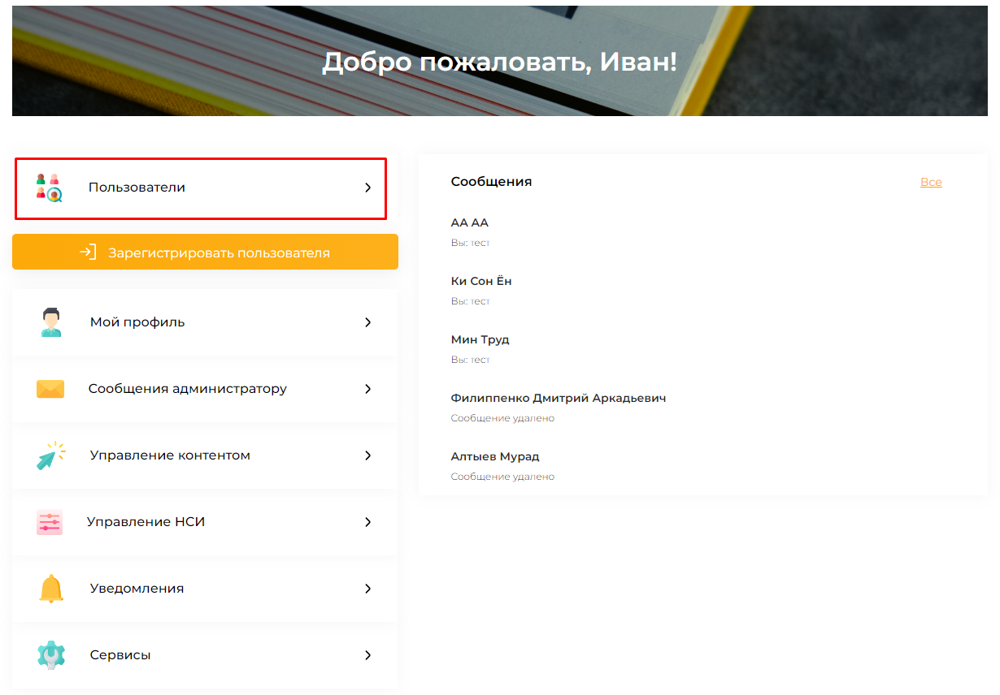 Добро пожаловать, Иван!
Пользователи
Зарегистрировать пользователя
Мой профиль
Сообщения администратору
Управление контентом
Управление НСИ
Уведомления
Сервисы
Сообщения
Все
АА АА
Вы: тест
Ки Сон Ён
Вы: тест
Мин Труд
Вы: тест
Филиппенко Дмитрий Аркадьевич
Сообщение удалено
Алтыев Мурад
Сообщение удалено